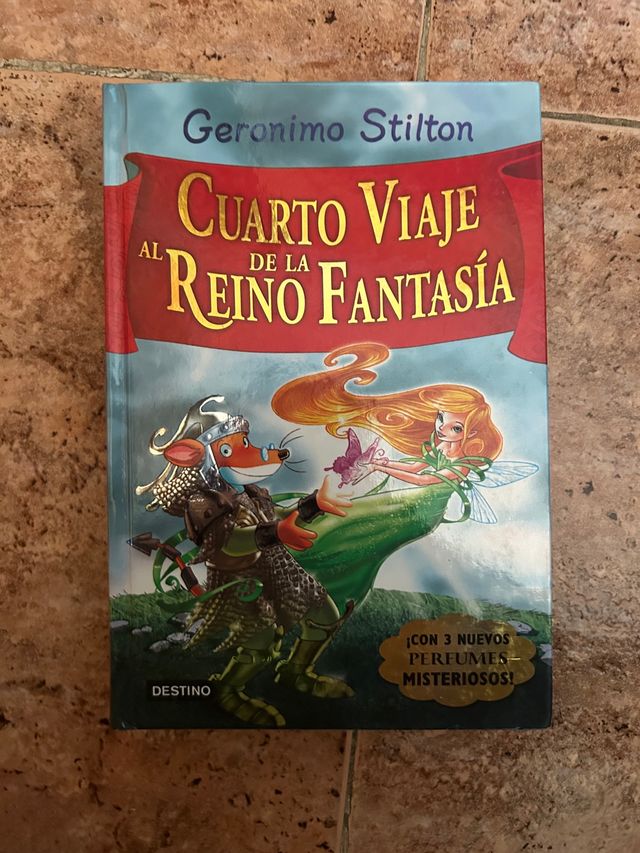 Geronimo Stilton
CUARTO VIAJE
AL REINO DE LA FANTASÍA
¡CON 3 NUEVOS
PERFUMES
MISTERIOSOS!
DESTINO